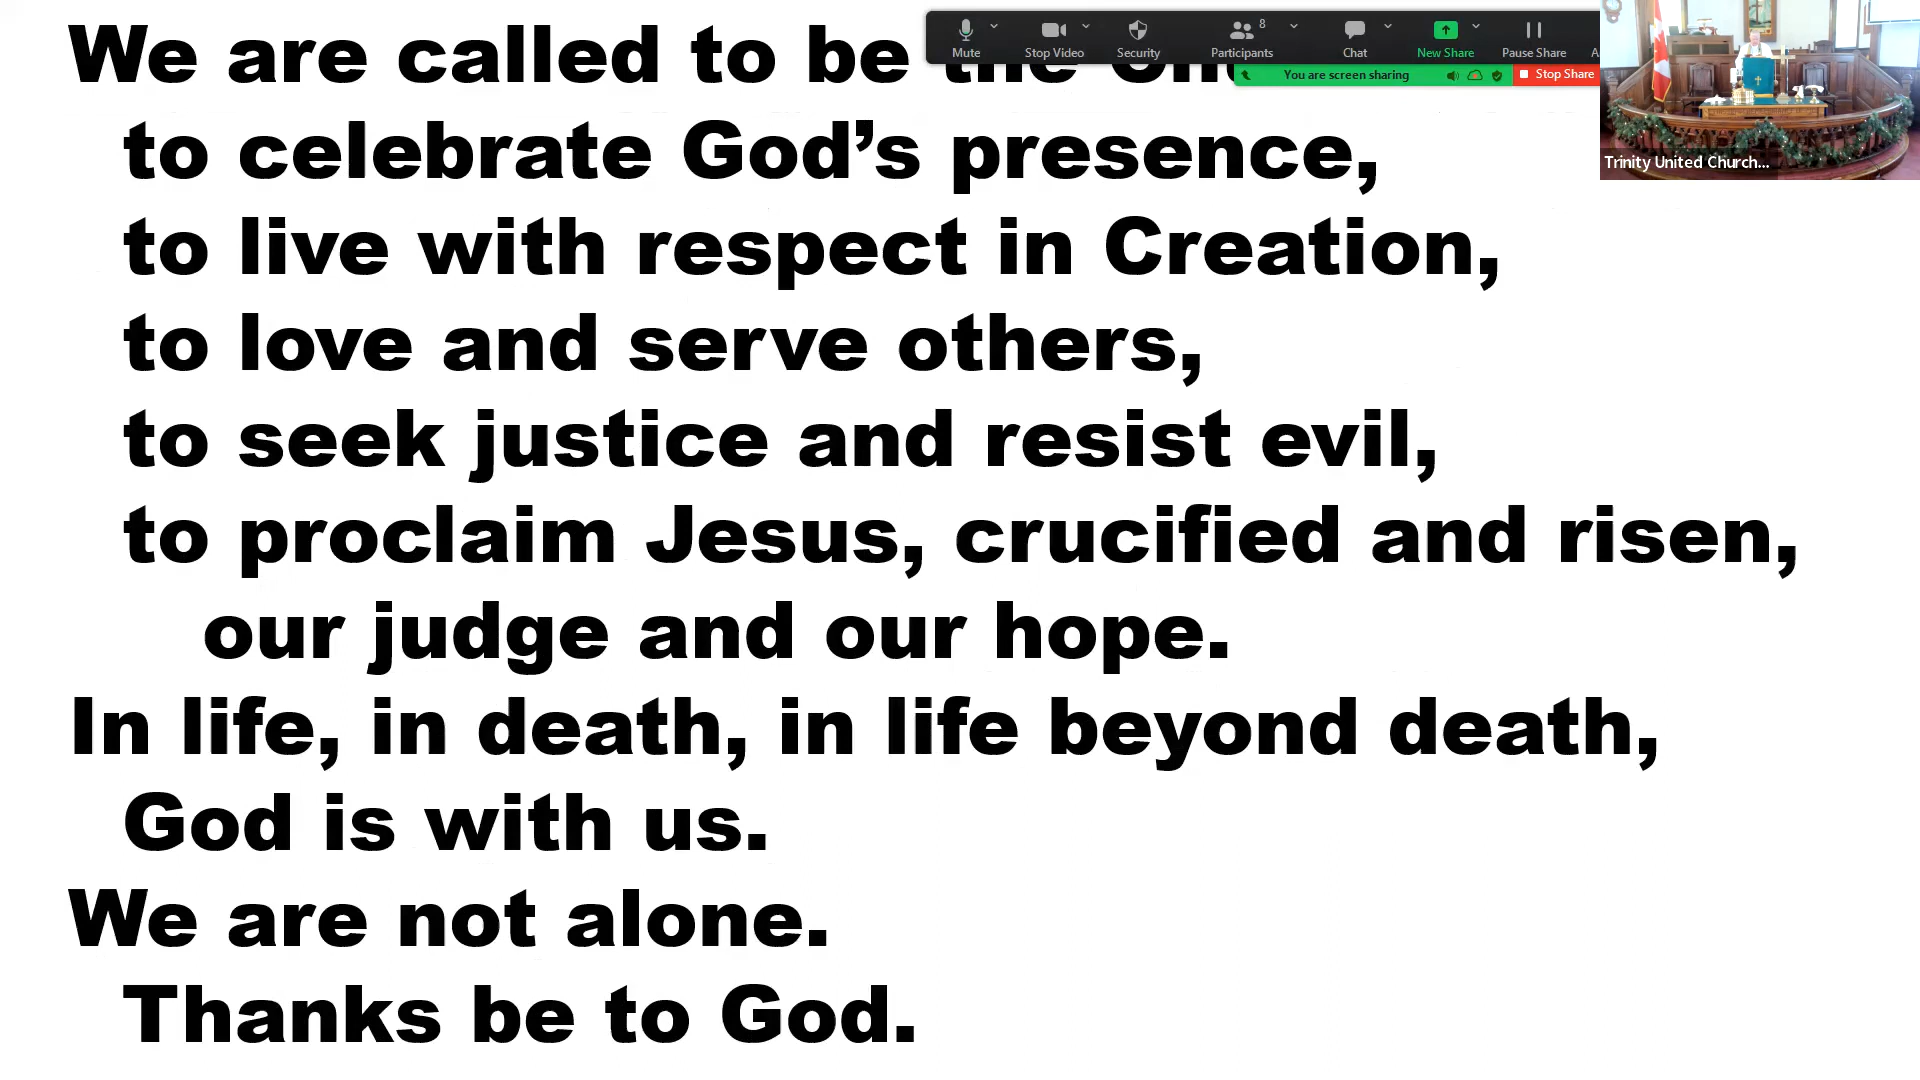 We are called to be the
to celebrate God’s presence,
to live with respect in Creation,
to love and serve others,
to seek justice and resist evil,
to proclaim Jesus, crucified and risen,
our judge and our hope.
In life, in death, in life beyond death,
God is with us.
We are not alone.
Thanks be to God.
Mute
Stop Video
Security
8
Participants
Chat
New Share
Pause Share
You are screen sharing
Stop Share
Trinity United Church...